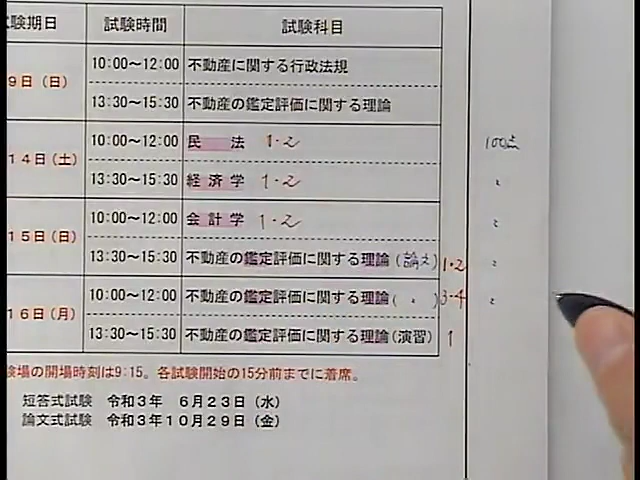 試験期日 試験時間 試験科目
9日（日） 10:00～12:00 不動産に関する行政法規
13:30～15:30 不動産の鑑定評価に関する理論
14日（土） 10:00～12:00 民 法 1・2 100点
13:30～15:30 経 済 学 1・2 〃
15日（日） 10:00～12:00 会 計 学 1・2 〃
13:30～15:30 不動産の鑑定評価に関する理論（論文） 1・2 〃
16日（月） 10:00～12:00 不動産の鑑定評価に関する理論（ 〃 ） 3・4 〃
13:30～15:30 不動産の鑑定評価に関する理論（演習） 1
験場の開場時刻は9:15。各試験開始の15分前までに着席。
短答式試験 令和3年 6月23日（水）
論文式試験 令和3年10月29日（金）